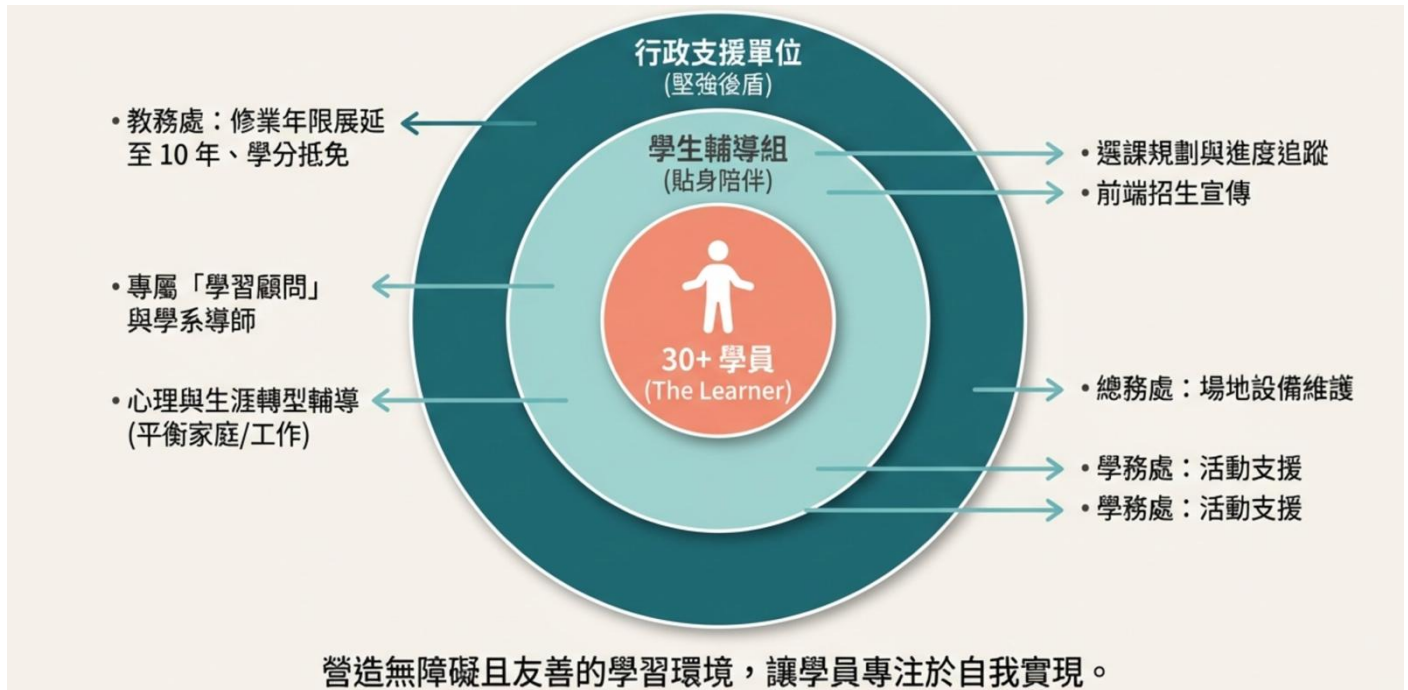 行政支援單位
(堅強後盾)
學生輔導組
(貼身陪伴)
30+ 學員
(The Learner)
• 教務處：修業年限展延
至 10 年、學分抵免
• 專屬「學習顧問」
與學系導師
• 心理與生涯轉型輔導
(平衡家庭/工作)
• 選課規劃與進度追蹤
• 前端招生宣傳
• 總務處：場地設備維護
• 學務處：活動支援
• 學務處：活動支援
營造無障礙且友善的學習環境，讓學員專注於自我實現。